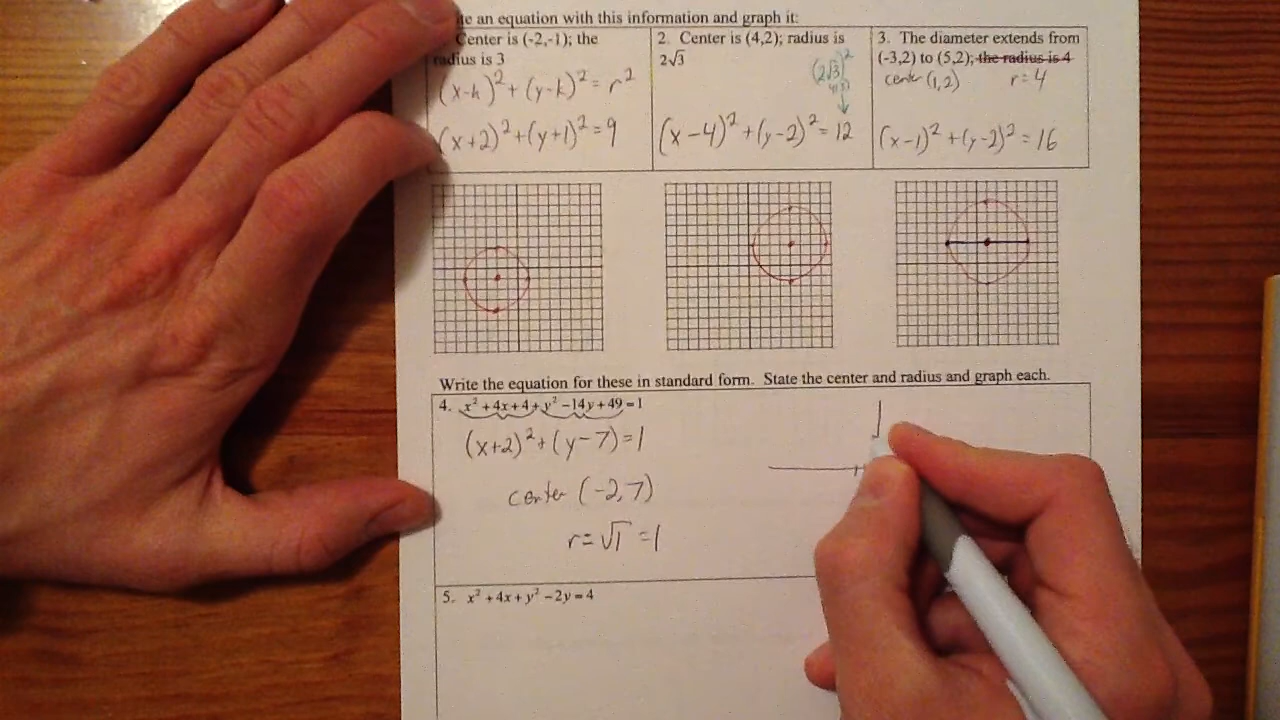 te an equation with this information and graph it:
Center is (-2,-1); the
radius is 3
(x-h)²+(y-k)²=r²
(x+2)²+(y+1)²=9
2. Center is (4,2); radius is
2√3
(2√3)²
4(3)
(x-4)²+(y-2)²=12
3. The diameter extends from
(-3,2) to (5,2); the radius is 4
center (1,2) r=4
(x-1)²+(y-2)²=16
Write the equation for these in standard form. State the center and radius and graph each.
4. x²+4x+4+y²-14y+49=1
(x+2)²+(y-7)=1
center (-2,7)
r=√1=1
5. x²+4x+y²-2y=4